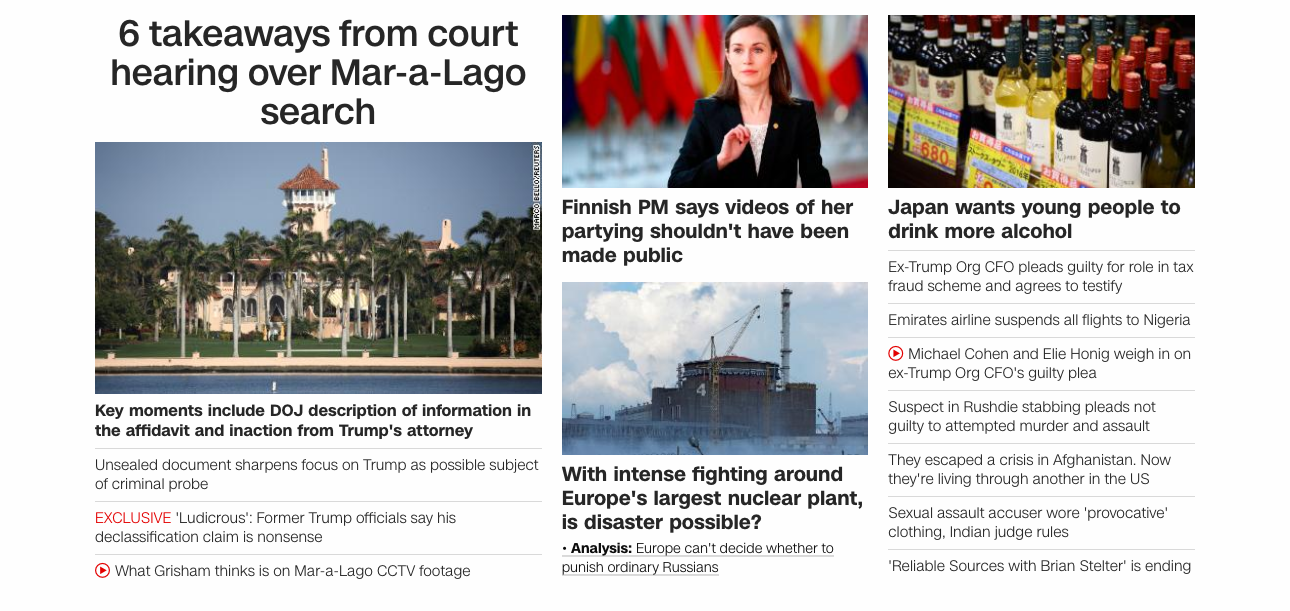 6 takeaways from court
hearing over Mar-a-Lago
search
MARCO BELLO/REUTERS
Key moments include DOJ description of information in
the affidavit and inaction from Trump's attorney
Unsealed document sharpens focus on Trump as possible subject
of criminal probe
EXCLUSIVE 'Ludicrous': Former Trump officials say his
declassification claim is nonsense
What Grisham thinks is on Mar-a-Lago CCTV footage
Finnish PM says videos of her
partying shouldn't have been
made public
4
With intense fighting around
Europe's largest nuclear plant,
is disaster possible?
• Analysis: Europe can't decide whether to
punish ordinary Russians
680
Japan wants young people to
drink more alcohol
Ex-Trump Org CFO pleads guilty for role in tax
fraud scheme and agrees to testify
Emirates airline suspends all flights to Nigeria
Michael Cohen and Elie Honig weigh in on
ex-Trump Org CFO's guilty plea
Suspect in Rushdie stabbing pleads not
guilty to attempted murder and assault
They escaped a crisis in Afghanistan. Now
they're living through another in the US
Sexual assault accuser wore 'provocative'
clothing, Indian judge rules
'Reliable Sources with Brian Stelter' is ending